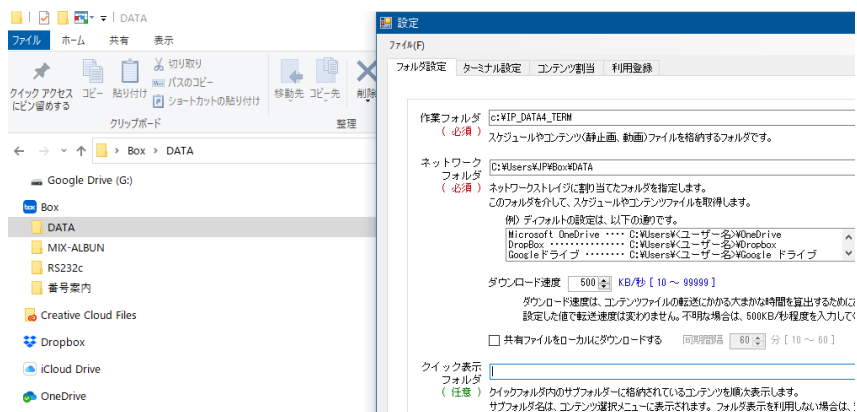 DATA
ファイル ホーム 共有 表示
クイック アクセス
にピン留めする
コピー
貼り付け
切り取り
パスのコピー
ショートカットの貼り付け
移動先 コピー先 削除
クリップボード
整理
Box > DATA
Google Drive (G:)
Box
DATA
MIX-ALBUN
RS232c
番号案内
Creative Cloud Files
Dropbox
iCloud Drive
OneDrive
設定
ファイル(F)
フォルダ設定 ターミナル設定 コンテンツ割当 利用登録
作業フォルダ
( 必須 )
c:¥IP_DATA4_TERM
スケジュールやコンテンツ(静止画、動画)ファイルを格納するフォルダです。
ネットワーク
フォルダ
( 必須 )
C:¥Users¥JP¥Box¥DATA
ネットワークストレイジに割り当てたフォルダを指定します。
このフォルダを介して、スケジュールやコンテンツファイルを取得します。
例) ディフォルトの設定は、以下の通りです。
Microsoft OneDrive ···· C:¥Users¥<ユーザー名>¥OneDrive
DropBox ·············· C:¥Users¥<ユーザー名>¥Dropbox
Googleドライブ ········ C:¥Users¥<ユーザー名>¥Google ドライブ
ダウンロード速度 500 KB/秒 [ 10 ～ 99999 ]
ダウンロード速度は、コンテンツファイルの転送にかかる大まかな時間を算出するために
設定した値で転送速度は変わりません。不明な場合は、500KB/秒程度を入力して
共有ファイルをローカルにダウンロードする 同期間隔 60 分 [ 10 ～ 60 ]
クイック表示
フォルダ
( 任意 )
クイックフォルダ内のサブフォルダーに格納されているコンテンツを順次表示します。
サブフォルダ名は、コンテンツ選択メニューに表示されます。フォルダ表示を利用しない場合は、